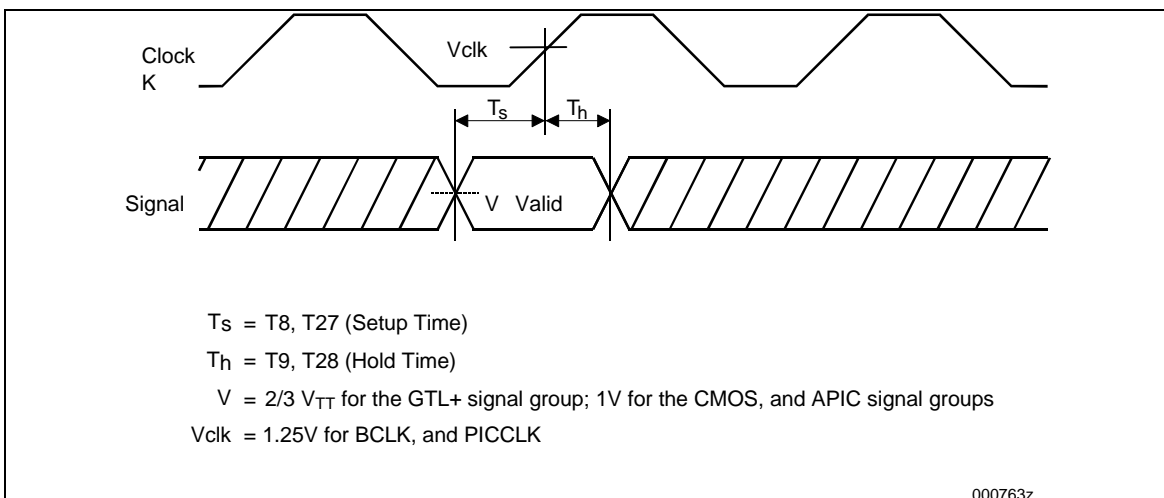 Clock
K
Vclk
Ts
Th
Signal
V Valid
Ts = T8, T27 (Setup Time)
Th = T9, T28 (Hold Time)
V = 2/3 VTT for the GTL+ signal group; 1V for the CMOS, and APIC signal groups
Vclk = 1.25V for BCLK, and PICCLK
000763z